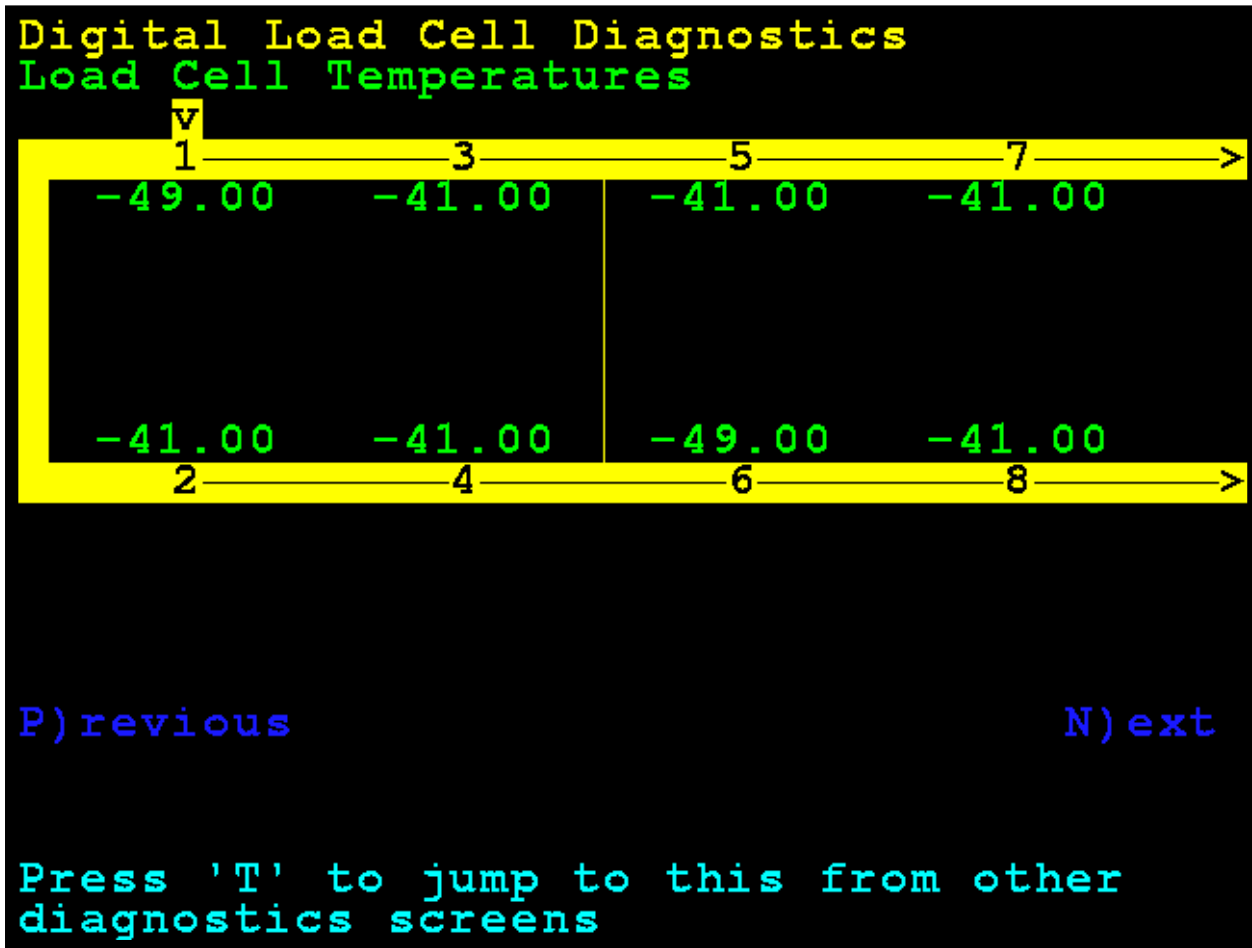 Digital Load Cell Diagnostics
Load Cell Temperatures
v
1 3 5 7 >
-49.00 -41.00 -41.00 -41.00
-41.00 -41.00 -49.00 -41.00
2 4 6 8 >
P)revious N)ext
Press 'T' to jump to this from other
diagnostics screens